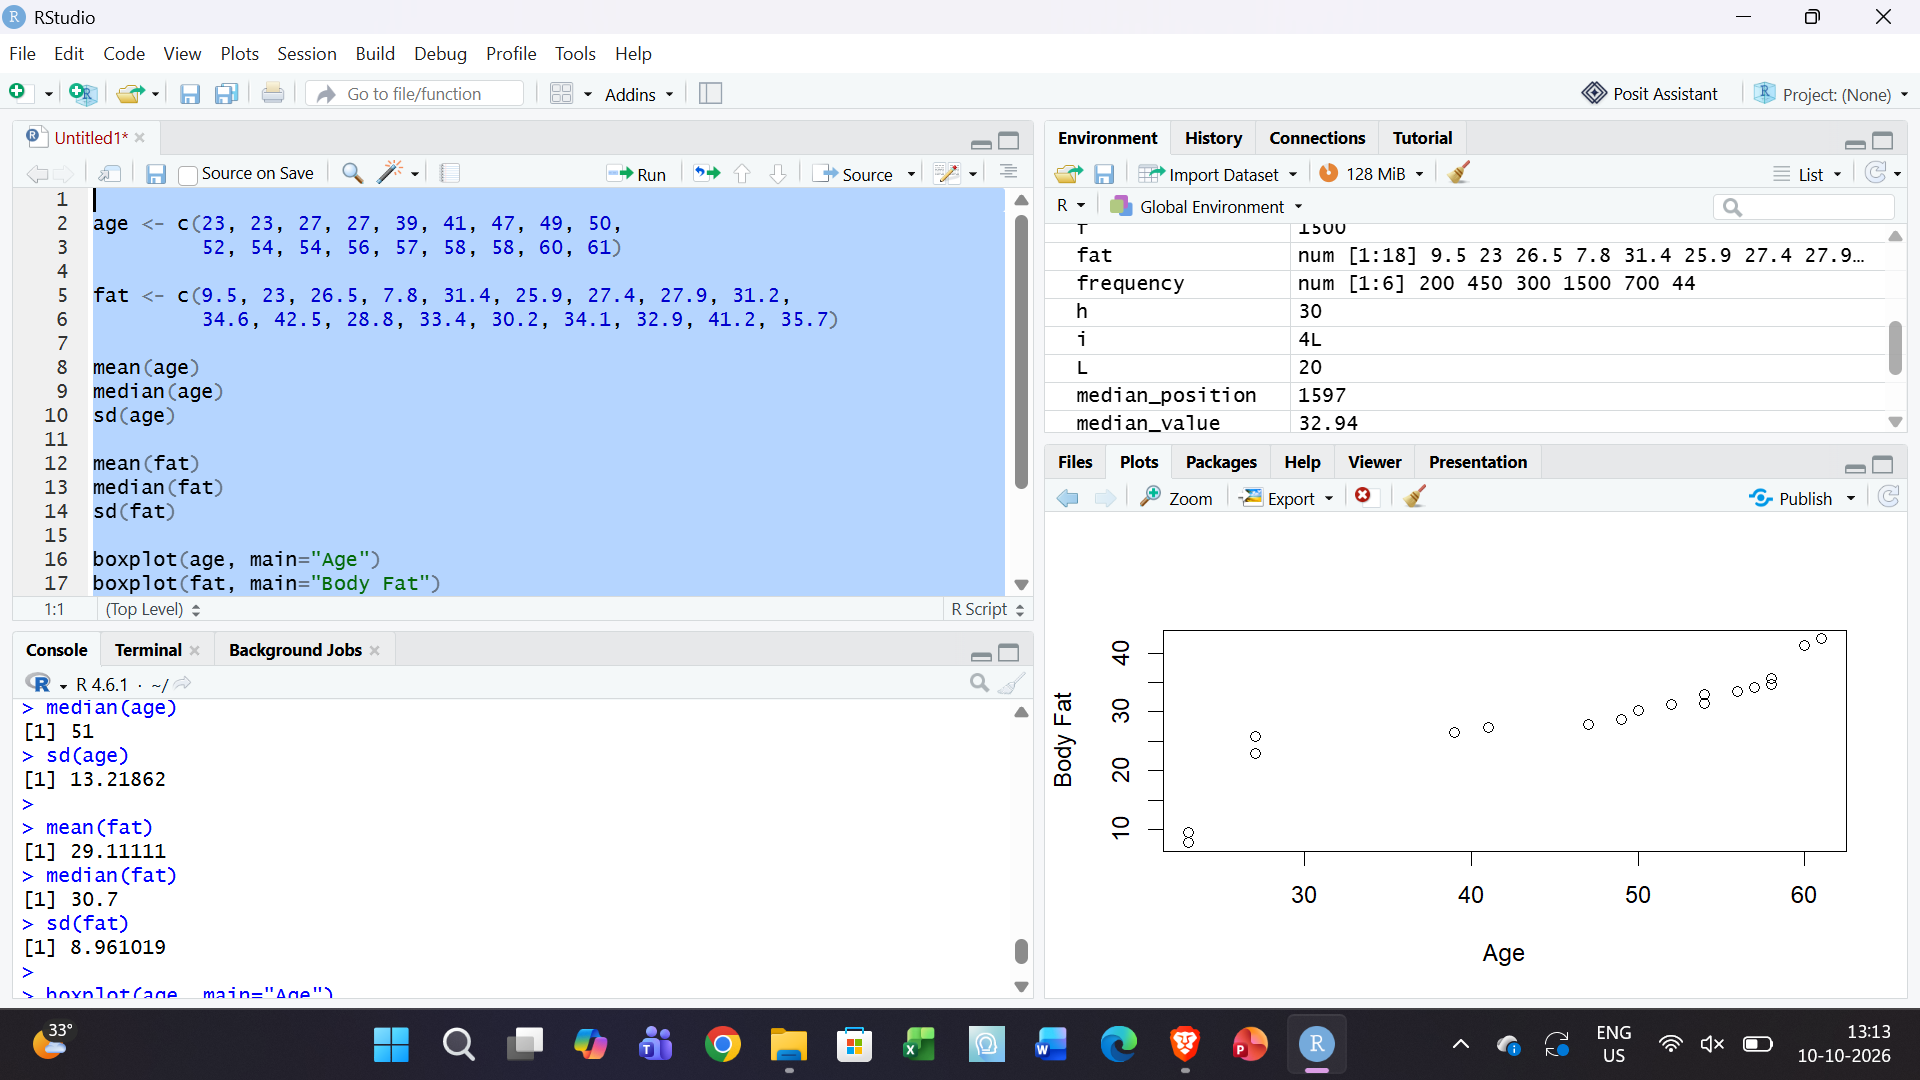 RStudio
File Edit Code View Plots Session Build Debug Profile Tools Help
Go to file/function Addins Posit Assistant Project: (None)
Untitled1*
Source on Save Run Source
1
2 age <- c(23, 23, 27, 27, 39, 41, 47, 49, 50,
3 52, 54, 54, 56, 57, 58, 58, 60, 61)
4
5 fat <- c(9.5, 23, 26.5, 7.8, 31.4, 25.9, 27.4, 27.9, 31.2,
6 34.6, 42.5, 28.8, 33.4, 30.2, 34.1, 32.9, 41.2, 35.7)
7
8 mean(age)
9 median(age)
10 sd(age)
11
12 mean(fat)
13 median(fat)
14 sd(fat)
15
16 boxplot(age, main="Age")
17 boxplot(fat, main="Body Fat")
1:1 (Top Level) R Script
Console Terminal Background Jobs
R 4.6.1 · ~/
> median(age)
[1] 51
> sd(age)
[1] 13.21862
>
> mean(fat)
[1] 29.11111
> median(fat)
[1] 30.7
> sd(fat)
[1] 8.961019
>
> boxplot(age, main="Age")
Environment History Connections Tutorial
Import Dataset 128 MiB List
R Global Environment
f 1500
fat num [1:18] 9.5 23 26.5 7.8 31.4 25.9 27.4 27.9…
frequency num [1:6] 200 450 300 1500 700 44
h 30
i 4L
L 20
median_position 1597
median_value 32.94
Files Plots Packages Help Viewer Presentation
Zoom Export Publish
Body Fat
40
30
20
10
30 40 50 60
Age
33°
ENG
US
13:13
10-10-2026